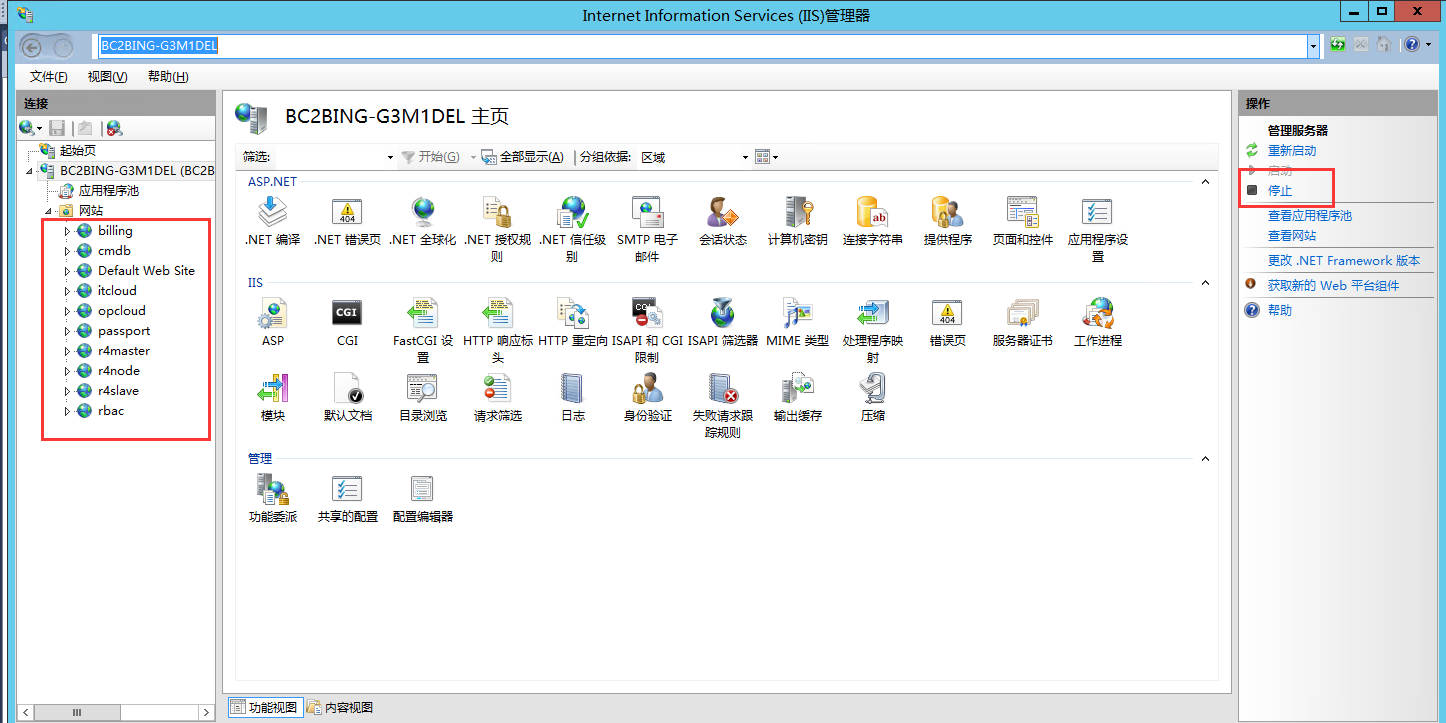 Internet Information Services (IIS)管理器
BC2BING-G3M1DEL
文件(F) 视图(V) 帮助(H)
连接
起始页
BC2BING-G3M1DEL (BC2B
应用程序池
网站
billing
cmdb
Default Web Site
itcloud
opcloud
passport
r4master
r4node
r4slave
rbac
BC2BING-G3M1DEL 主页
筛选: 开始(G) 全部显示(A) 分组依据: 区域
ASP.NET
.NET 编译 .NET 错误页 .NET 全球化 .NET 授权规 .NET 信任级 SMTP 电子 会话状态 计算机密钥 连接字符串 提供程序 页面和控件 应用程序设
则 别 邮件 置
IIS
ASP CGI FastCGI 设 HTTP 响应标 HTTP 重定向 ISAPI 和 CGI ISAPI 筛选器 MIME 类型 处理程序映 错误页 服务器证书 工作进程
置 头 限制 射
模块 默认文档 目录浏览 请求筛选 日志 身份验证 失败请求跟 输出缓存 压缩
踪规则
管理
功能委派 共享的配置 配置编辑器
功能视图 内容视图
操作
管理服务器
重新启动
启动
停止
查看应用程序池
查看网站
更改 .NET Framework 版本
获取新的 Web 平台组件
帮助